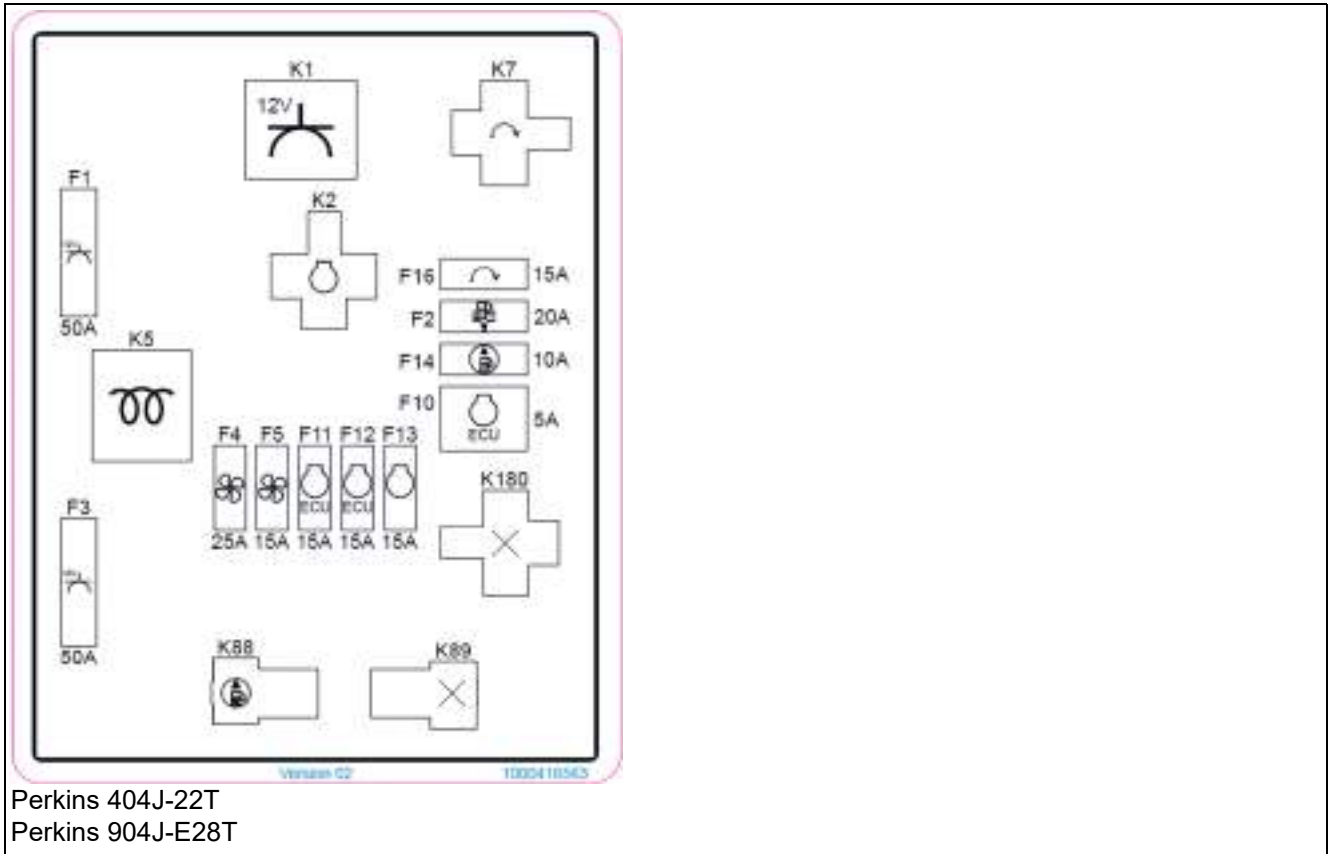 K1
K7
12V
F1
K2
F16
15A
F2
20A
50A
K5
F14
10A
F10
5A
ECU
F4 F5 F11 F12 F13
ECU ECU
25A 15A 15A 15A 15A
K180
F3
50A
K88
K89
Version 02
Perkins 404J-22T
Perkins 904J-E28T